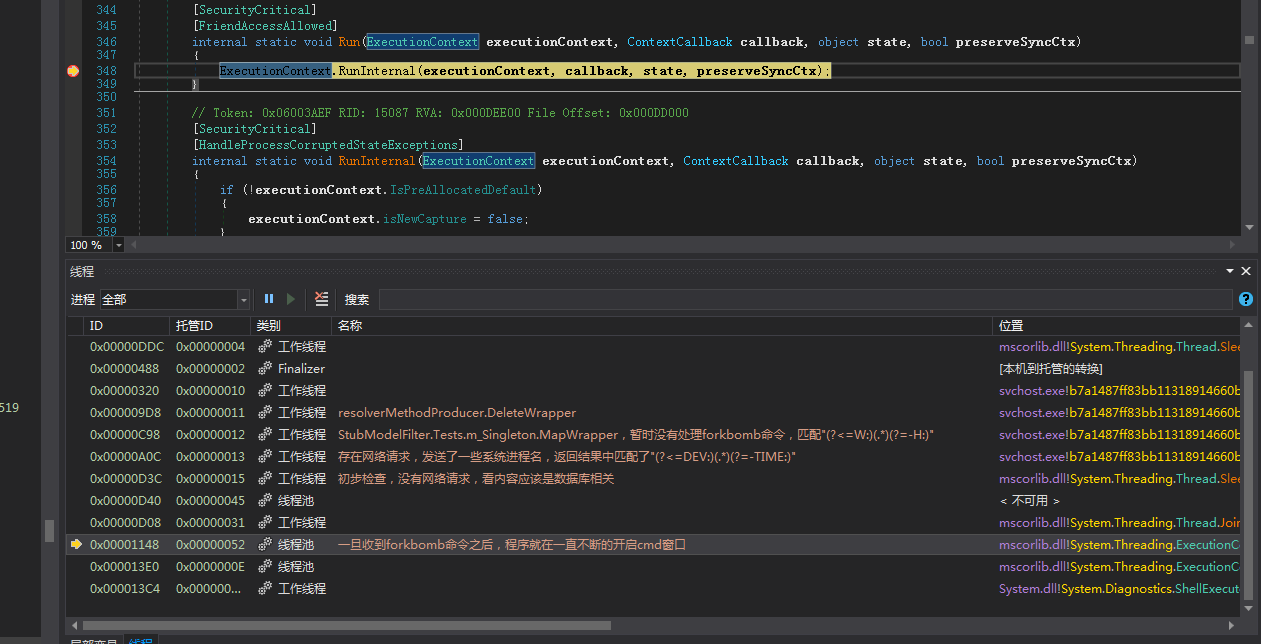 344 [SecurityCritical]
345 [FriendAccessAllowed]
346 internal static void Run(ExecutionContext executionContext, ContextCallback callback, object state, bool preserveSyncCtx)
347 {
348 ExecutionContext.RunInternal(executionContext, callback, state, preserveSyncCtx);
349 }
350
351 // Token: 0x06003AEF RID: 15087 RVA: 0x000DEE00 File Offset: 0x000DD000
352 [SecurityCritical]
353 [HandleProcessCorruptedStateExceptions]
354 internal static void RunInternal(ExecutionContext executionContext, ContextCallback callback, object state, bool preserveSyncCtx)
355 {
356 if (!executionContext.IsPreAllocatedDefault)
357 {
358 executionContext.isNewCapture = false;
359 }
100 %
线程
进程 全部 搜索
ID 托管ID 类别 名称 位置
0x00000DDC 0x00000004 工作线程 mscorlib.dll!System.Threading.Thread.Slee
0x00000488 0x00000002 Finalizer [本机到托管的转换]
0x00000320 0x00000010 工作线程 svchost.exe!b7a1487ff83bb11318914660b
519
0x000009D8 0x00000011 工作线程 resolverMethodProducer.DeleteWrapper svchost.exe!b7a1487ff83bb11318914660b
0x00000C98 0x00000012 工作线程 StubModelFilter.Tests.m_Singleton.MapWrapper，暂时没有处理forkbomb命令，匹配"(?<=W:)(.*)(?=-H:)" svchost.exe!b7a1487ff83bb11318914660b
0x00000A0C 0x00000013 工作线程 存在网络请求，发送了一些系统进程名，返回结果中匹配了"(?<=DEV:)(.*)(?=-TIME:)" svchost.exe!b7a1487ff83bb11318914660b
0x00000D3C 0x00000015 工作线程 初步检查，没有网络请求，看内容应该是数据库相关 mscorlib.dll!System.Threading.Thread.Slee
0x00000D40 0x00000045 线程池 < 不可用 >
0x00000D08 0x00000031 工作线程 mscorlib.dll!System.Threading.Thread.Join
0x00001148 0x00000052 线程池 一旦收到forkbomb命令之后，程序就在一直不断的开启cmd窗口 mscorlib.dll!System.Threading.ExecutionC
0x000013E0 0x0000000E 线程池 mscorlib.dll!System.Threading.ExecutionC
0x000013C4 0x000000... 工作线程 System.dll!System.Diagnostics.ShellExecut
局部变量 线程